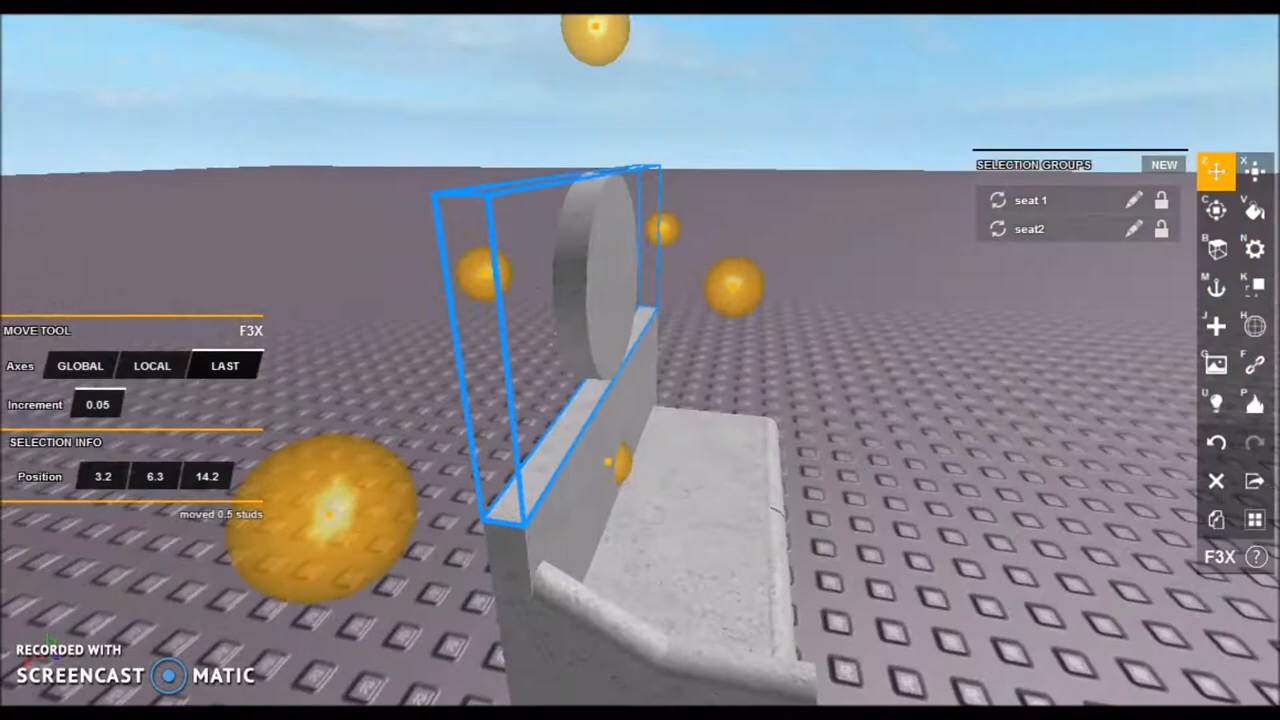 SELECTION GROUPS NEW
seat 1
seat2
Z X
C V
B N
M K
J H
G F
U P
F3X ?
MOVE TOOL F3X
Axes GLOBAL LOCAL LAST
Increment 0.05
SELECTION INFO
Position 3.2 6.3 14.2
moved 0.5 studs
RECORDED WITH
SCREENCAST MATIC